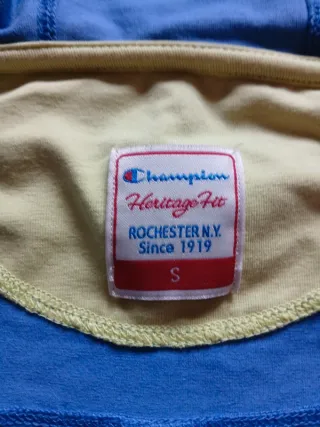 Champion
Heritage Fit
ROCHESTER N.Y.
Since 1919
S